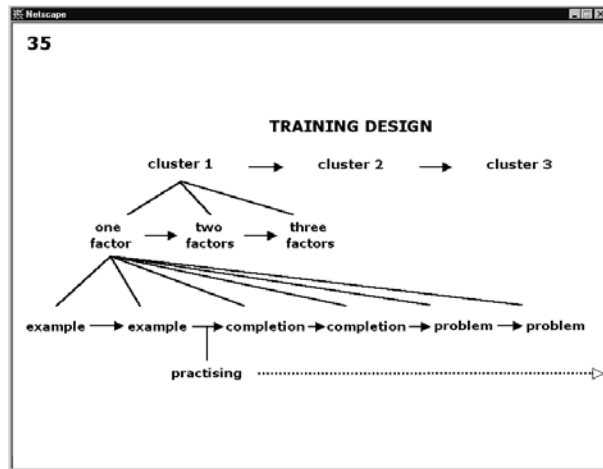 Netscape
35
TRAINING DESIGN
cluster 1 cluster 2 cluster 3
one two three
factor factors factors
example example completion completion problem problem
practising